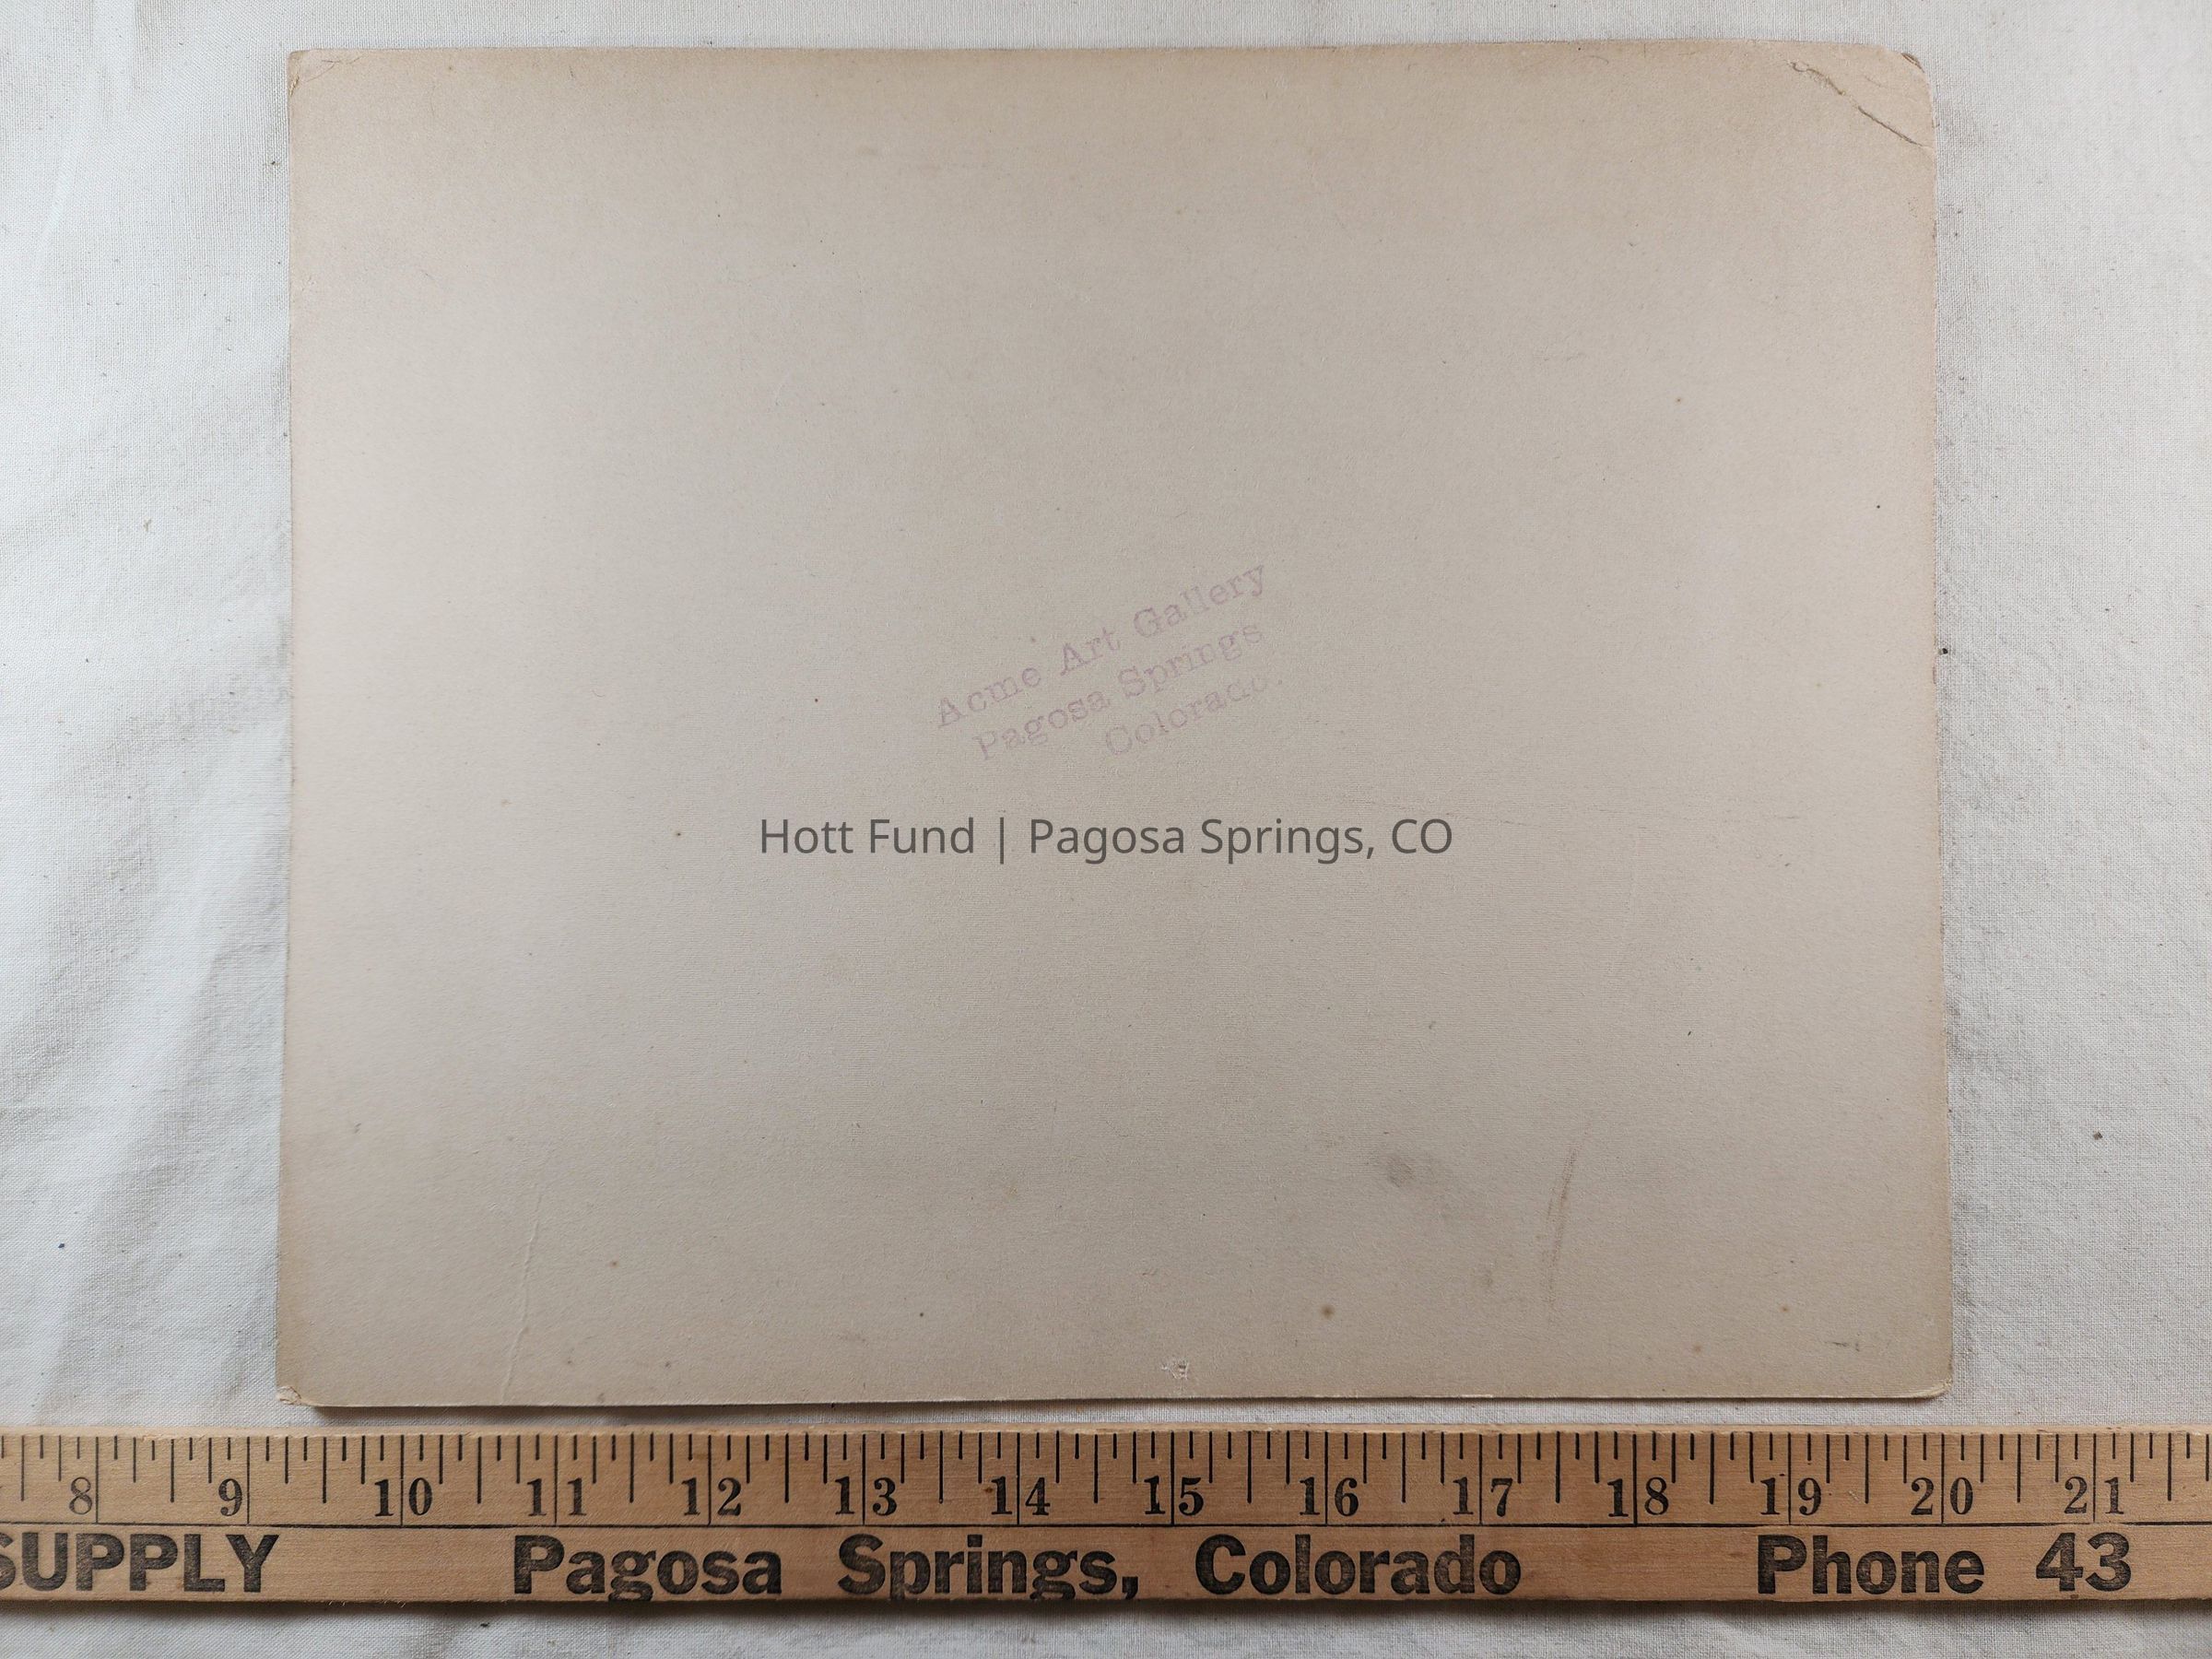 Acme Art Gallery
Pagosa Springs
Colorado.
Hott Fund | Pagosa Springs, CO
8 9 10 11 12 13 14 15 16 17 18 19 20 21
SUPPLY Pagosa Springs, Colorado Phone 43